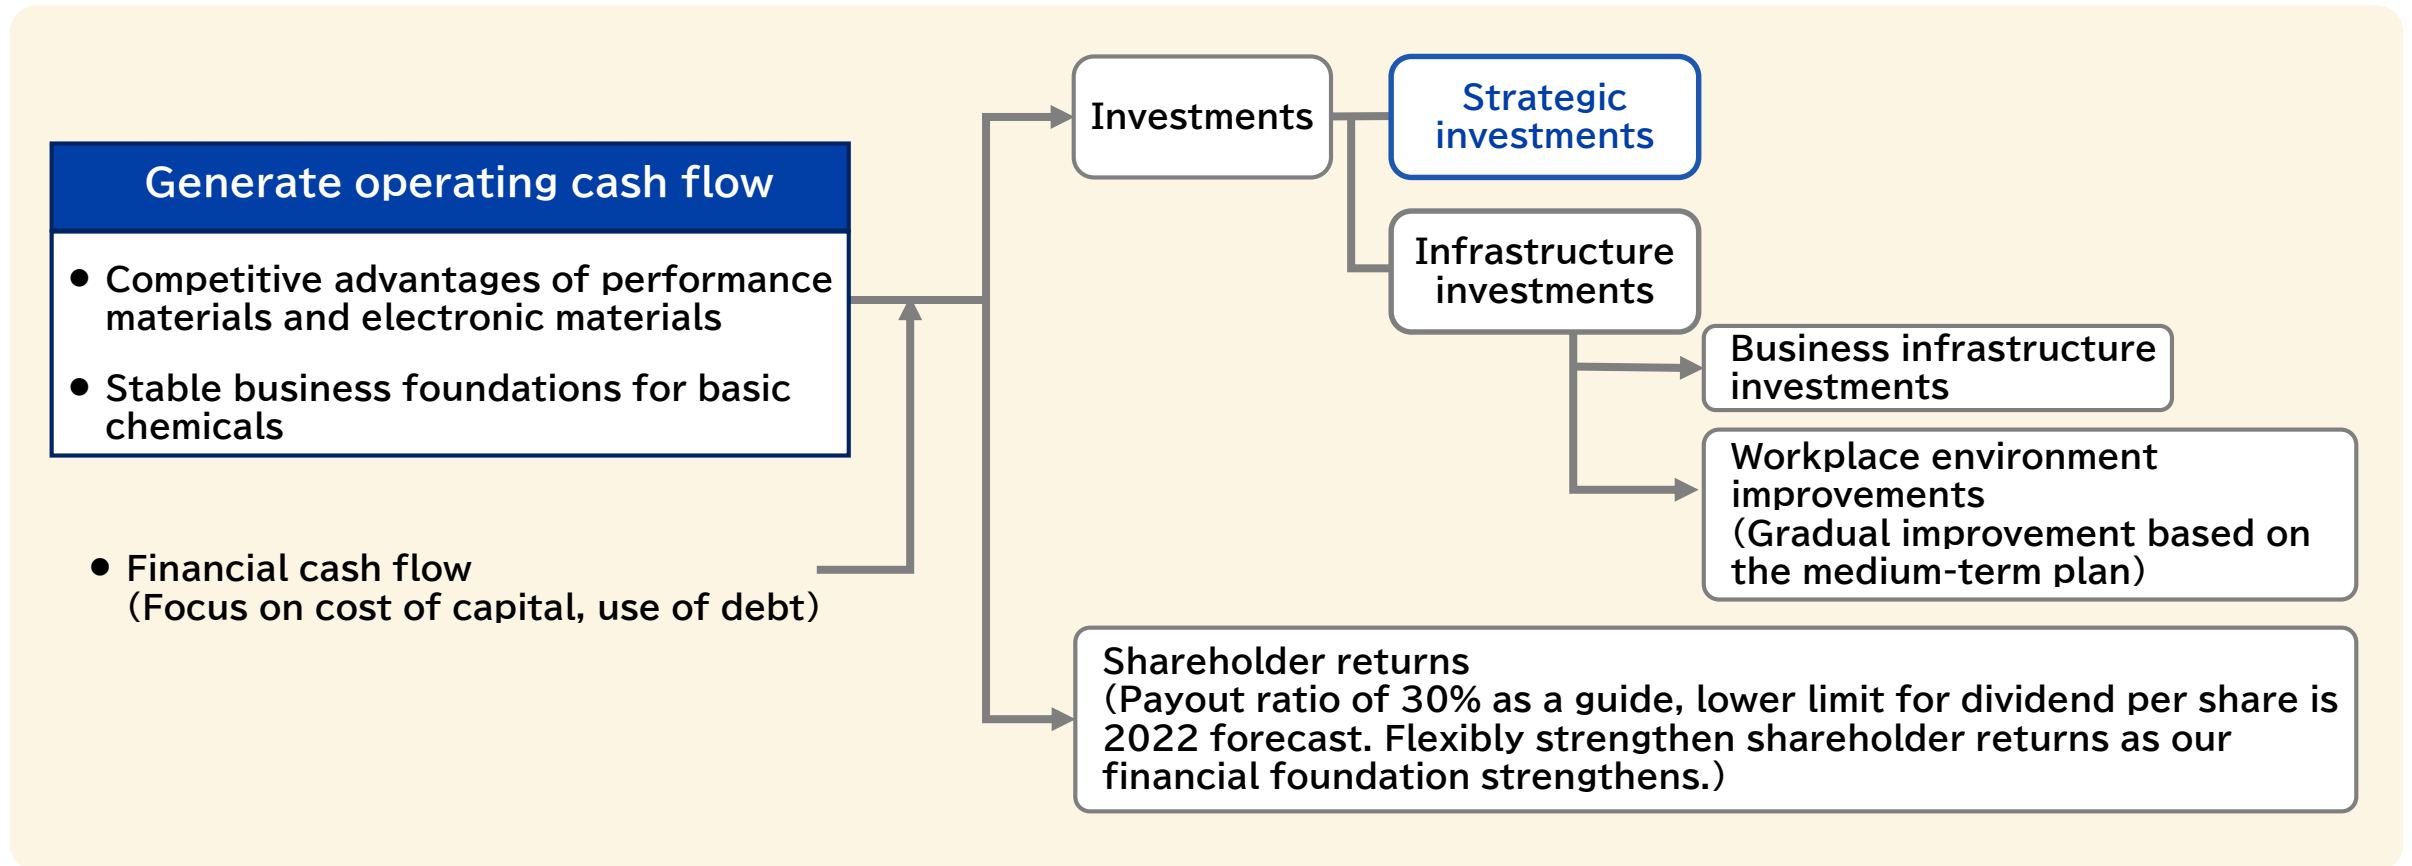 Generate operating cash flow
● Competitive advantages of performance
materials and electronic materials
● Stable business foundations for basic
chemicals
● Financial cash flow
(Focus on cost of capital, use of debt)
Investments
Strategic
investments
Infrastructure
investments
Business infrastructure
investments
Workplace environment
improvements
(Gradual improvement based on
the medium-term plan)
Shareholder returns
(Payout ratio of 30% as a guide, lower limit for dividend per share is
2022 forecast. Flexibly strengthen shareholder returns as our
financial foundation strengthens.)